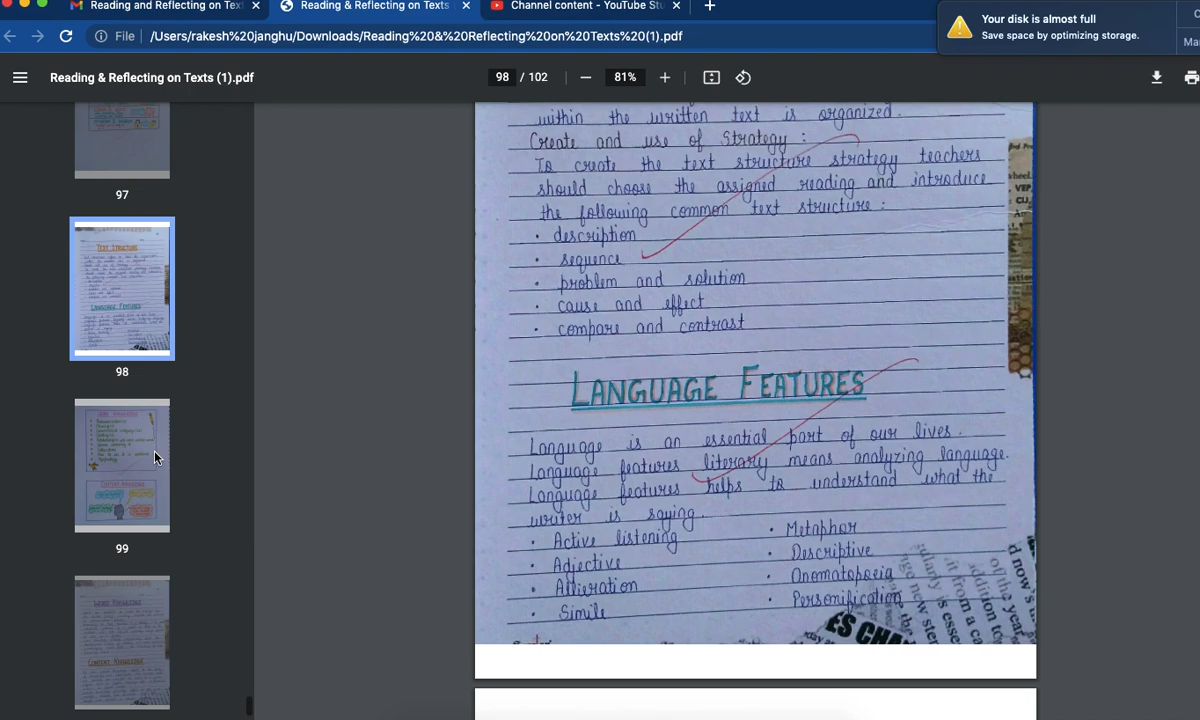 Reading and Reflecting on Tex
Reading & Reflecting on Texts
Channel content - YouTube Stu
Your disk is almost full
Save space by optimizing storage.
File
/Users/rakesh%20janghu/Downloads/Reading%20&%20Reflecting%20on%20Texts%20(1).pdf
Reading & Reflecting on Texts (1).pdf
98 / 102
81%
97
98
99
within the written text is organized.
Create and use of Strategy :
To create the text structure strategy teachers
should choose the assigned reading and introduce
the following common text structure :
• description
• sequence
• problem and solution
• cause and effect
• compare and contrast
LANGUAGE FEATURES
Language is an essential part of our lives.
Language features literary means analyzing language.
Language features helps to understand what the
writer is saying.
• Active listening
• Metaphor
• Adjective
• Descriptive
• Alliteration
• Onomatopoeia
• Simile
• Personification
ES CHA